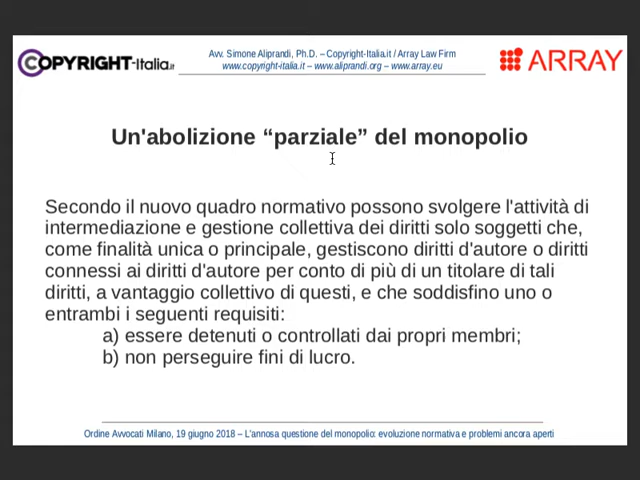 COPYRIGHT-Italia.it
Avv. Simone Aliprandi, Ph.D. – Copyright-Italia.it / Array Law Firm
www.copyright-italia.it – www.aliprandi.org – www.array.eu
ARRAY
Un'abolizione “parziale” del monopolio
Secondo il nuovo quadro normativo possono svolgere l'attività di
intermediazione e gestione collettiva dei diritti solo soggetti che,
come finalità unica o principale, gestiscono diritti d'autore o diritti
connessi ai diritti d'autore per conto di più di un titolare di tali
diritti, a vantaggio collettivo di questi, e che soddisfino uno o
entrambi i seguenti requisiti:
a) essere detenuti o controllati dai propri membri;
b) non perseguire fini di lucro.
Ordine Avvocati Milano, 19 giugno 2018 – L'annosa questione del monopolio: evoluzione normativa e problemi ancora aperti